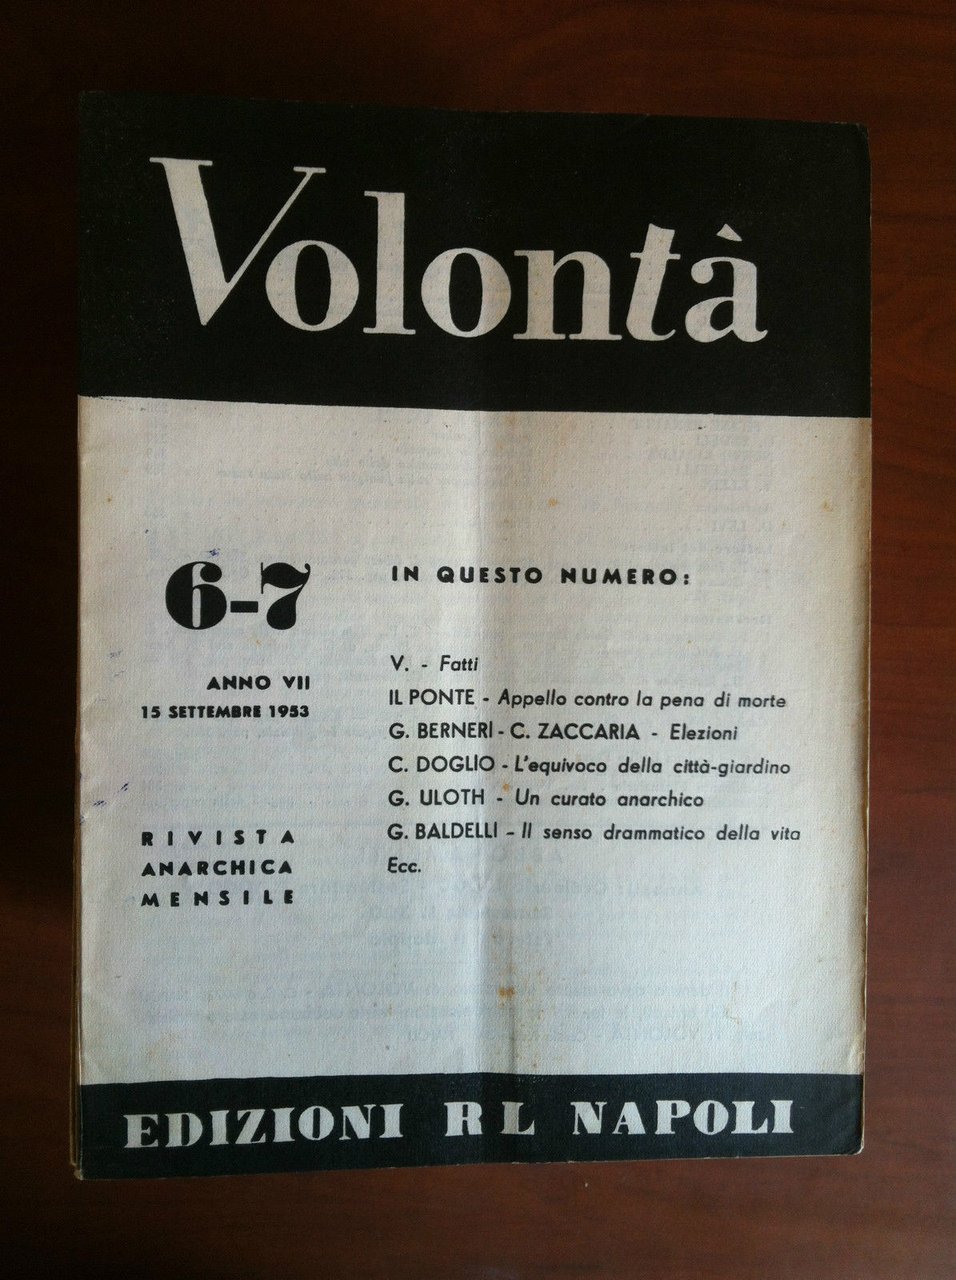 Volontà
6-7
ANNO VII
15 SETTEMBRE 1953
RIVISTA
ANARCHICA
MENSILE
IN QUESTO NUMERO:
V. - Fatti
IL PONTE - Appello contro la pena di morte
G. BERNERI - C. ZACCARIA - Elezioni
C. DOGLIO - L'equivoco della città-giardino
G. ULOTH - Un curato anarchico
G. BALDELLI - Il senso drammatico della vita
Ecc.
EDIZIONI RL NAPOLI